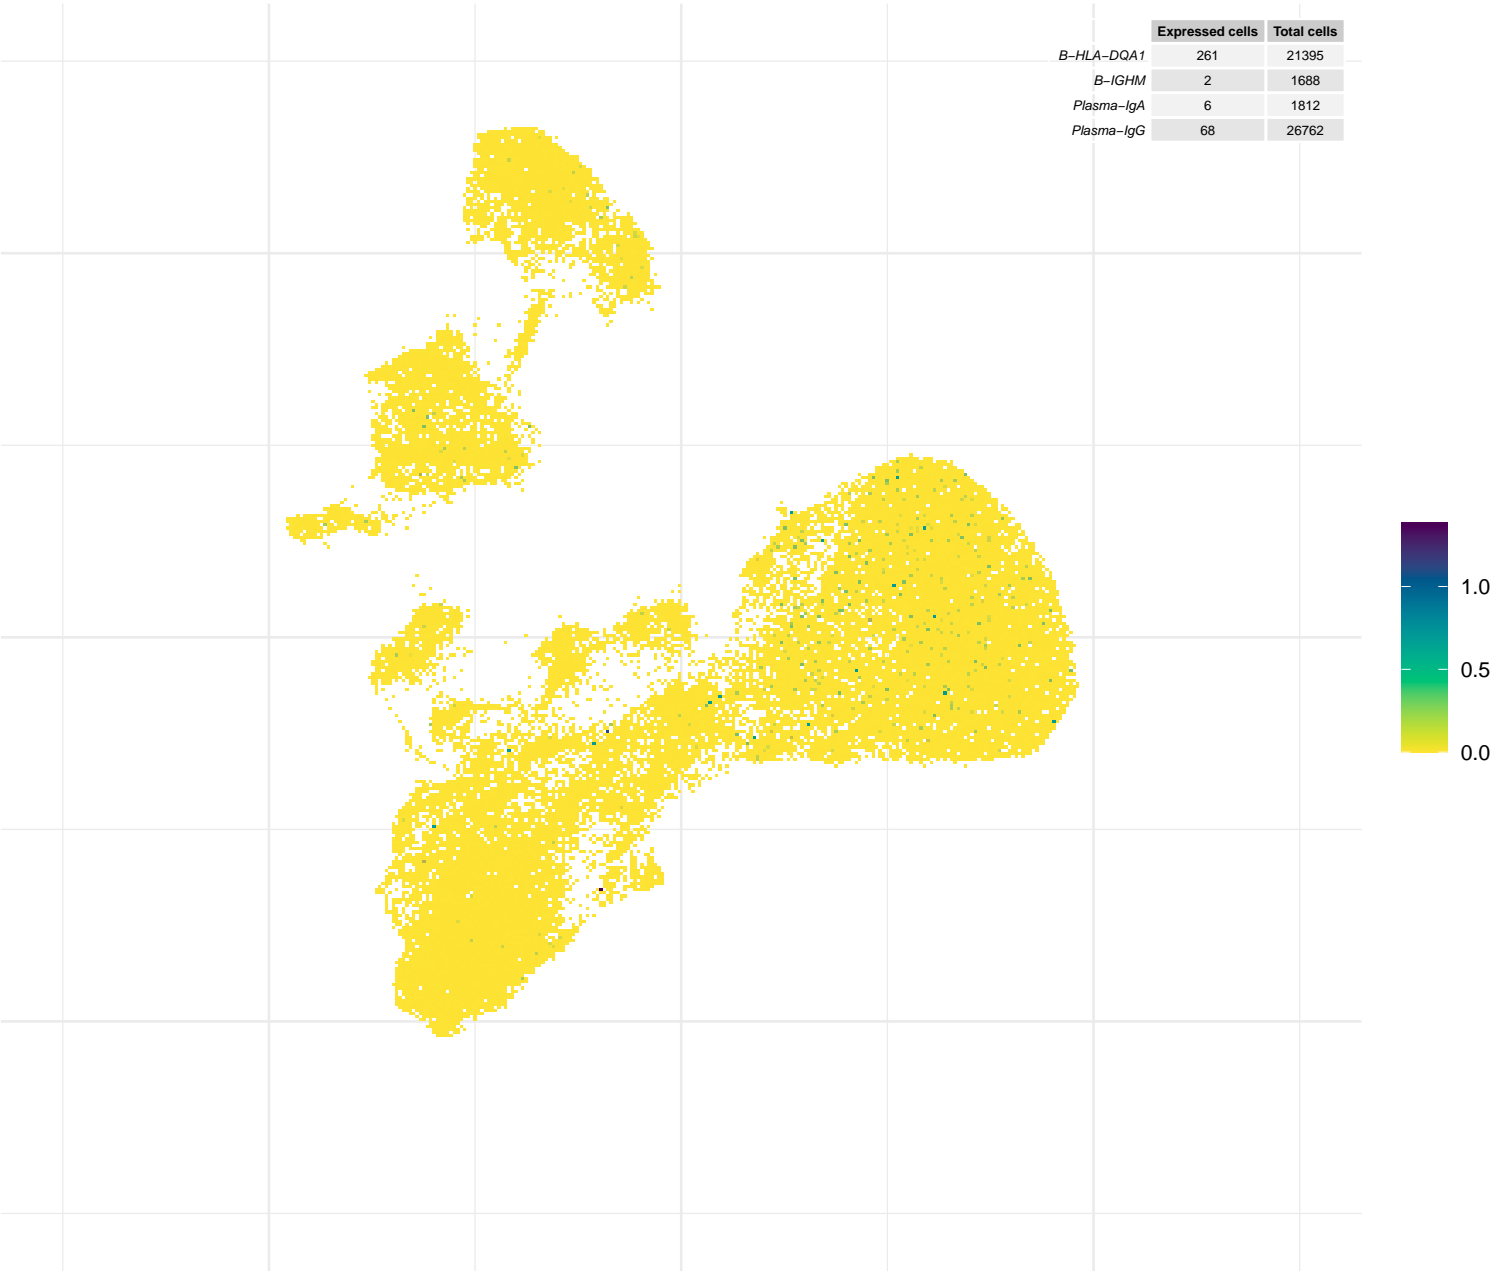 Expressed cells Total cells
B−HLA−DQA1 261 21395
B−IGHM 2 1688
Plasma−IgA 6 1812
Plasma−IgG 68 26762
1.0
0.5
0.0